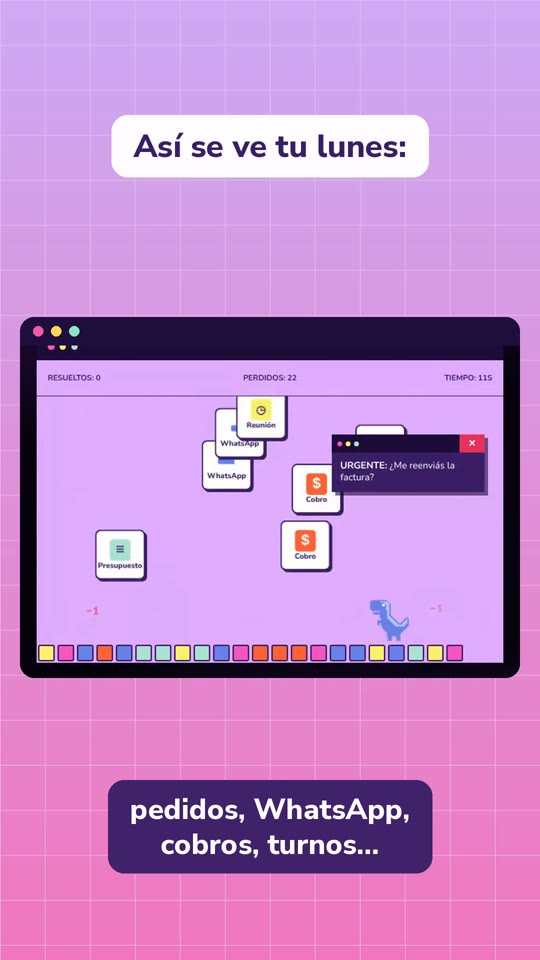 Así se ve tu lunes:
RESUELTOS: 0
PERDIDOS: 22
TIEMPO: 11S
Reunión
WhatsApp
WhatsApp
URGENTE: ¿Me reenviás la
factura?
$
Cobro
$
Cobro
Presupuesto
−1
−1
pedidos, WhatsApp,
cobros, turnos...